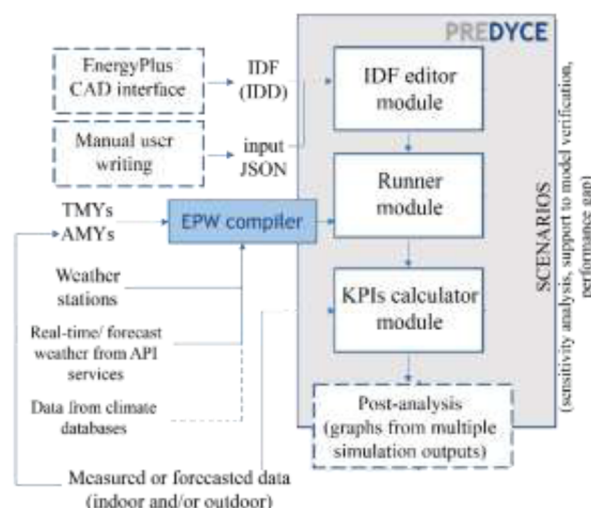 PREDYCE
EnergyPlus
CAD interface
IDF
(IDD)
IDF editor
module
Manual user
writing
input
JSON
TMYs
AMYs
EPW compiler
Runner
module
Weather
stations
KPIs calculator
module
Real-time/ forecast
weather from API
services
Data from climate
databases
Post-analysis
(graphs from multiple
simulation outputs)
Measured or forecasted data
(indoor and/or outdoor)
SCENARIOS
(sensitivity analysis, support to model verification,
performance gap)